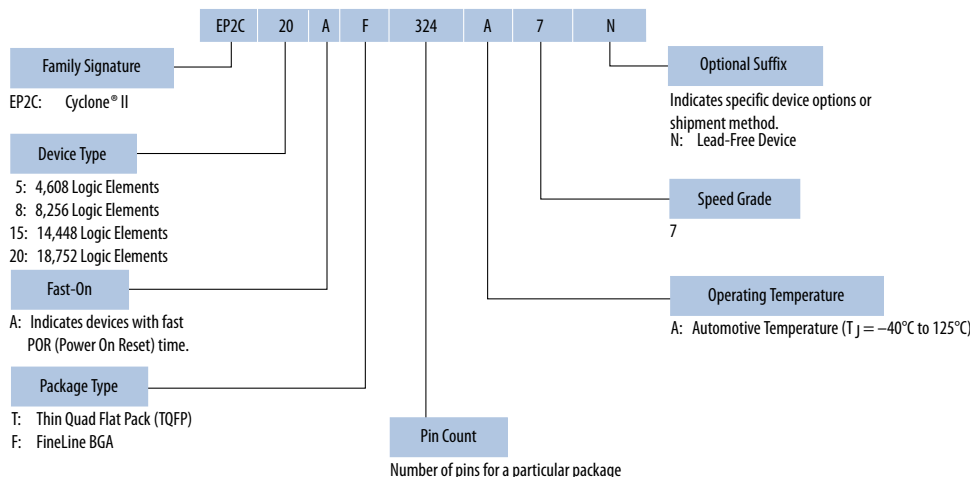 EP2C 20 A F 324 A 7 N
Family Signature
EP2C: Cyclone® II
Device Type
5: 4,608 Logic Elements
8: 8,256 Logic Elements
15: 14,448 Logic Elements
20: 18,752 Logic Elements
Fast-On
A: Indicates devices with fast
POR (Power On Reset) time.
Package Type
T: Thin Quad Flat Pack (TQFP)
F: FineLine BGA
Pin Count
Number of pins for a particular package
Optional Suffix
Indicates specific device options or
shipment method.
N: Lead-Free Device
Speed Grade
7
Operating Temperature
A: Automotive Temperature (T J = –40°C to 125°C)